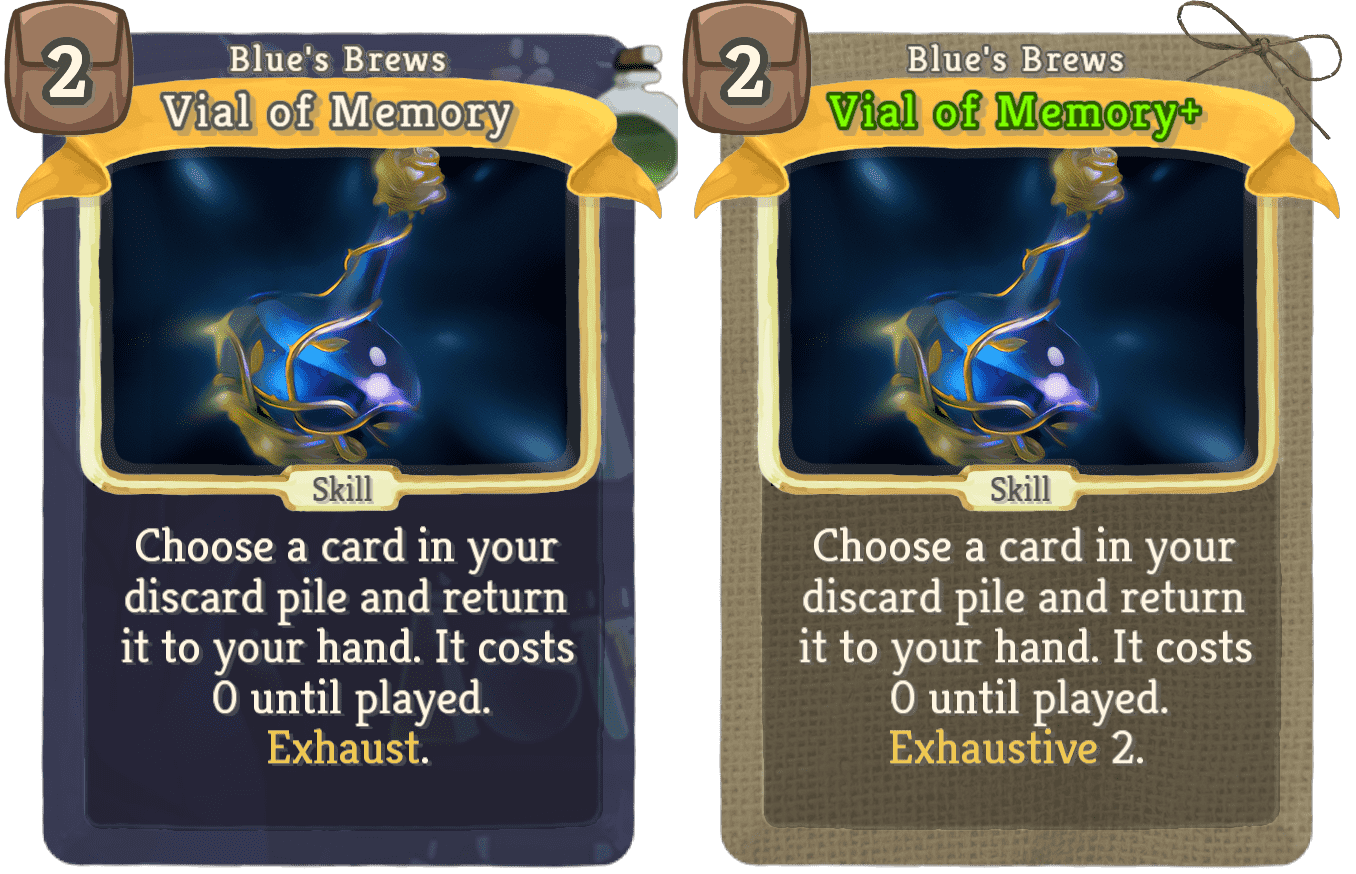 2
Blue's Brews
Vial of Memory
Skill
Choose a card in your
discard pile and return
it to your hand. It costs
0 until played.
Exhaust.
2
Blue's Brews
Vial of Memory+
Skill
Choose a card in your
discard pile and return
it to your hand. It costs
0 until played.
Exhaustive 2.